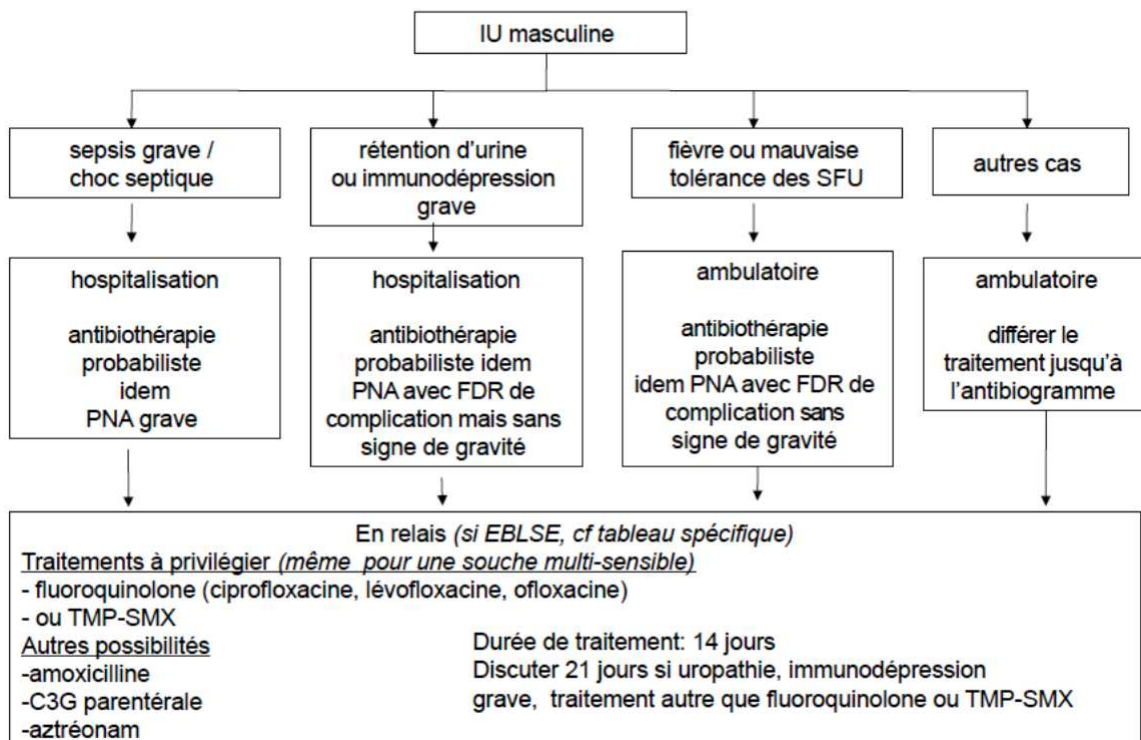 IU masculine
sepsis grave /
choc septique
rétention d'urine
ou immunodépression
grave
fièvre ou mauvaise
tolérance des SFU
autres cas
hospitalisation
antibiothérapie
probabiliste
idem
PNA grave
hospitalisation
antibiothérapie
probabiliste idem
PNA avec FDR de
complication mais sans
signe de gravité
ambulatoire
antibiothérapie
probabiliste
idem PNA avec FDR de
complication sans
signe de gravité
ambulatoire
différer le
traitement jusqu'à
l'antibiogramme
En relais (si EBLSE, cf tableau spécifique)
Traitements à privilégier (même pour une souche multi-sensible)
- fluoroquinolone (ciprofloxacine, lévofloxacine, ofloxacine)
- ou TMP-SMX
Autres possibilités
-amoxicilline
-C3G parentérale
-aztréonam
Durée de traitement: 14 jours
Discuter 21 jours si uropathie, immunodépression
grave, traitement autre que fluoroquinolone ou TMP-SMX